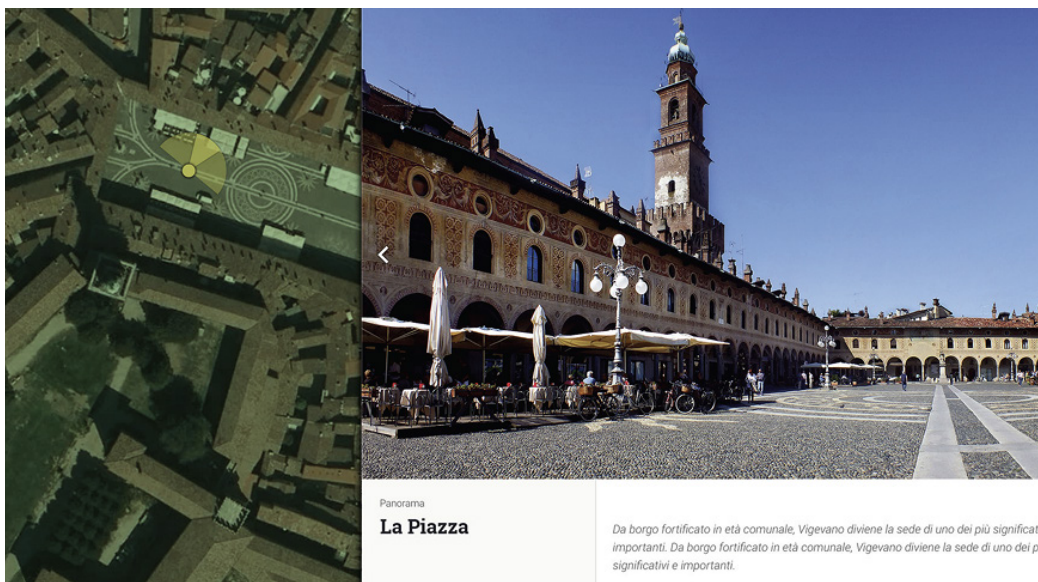 Panorama
La Piazza
Da borgo fortificato in età comunale, Vigevano diviene la sede di uno dei più
importanti. Da borgo fortificato in età comunale, Vigevano diviene la sede di uno dei
significativi e importanti.